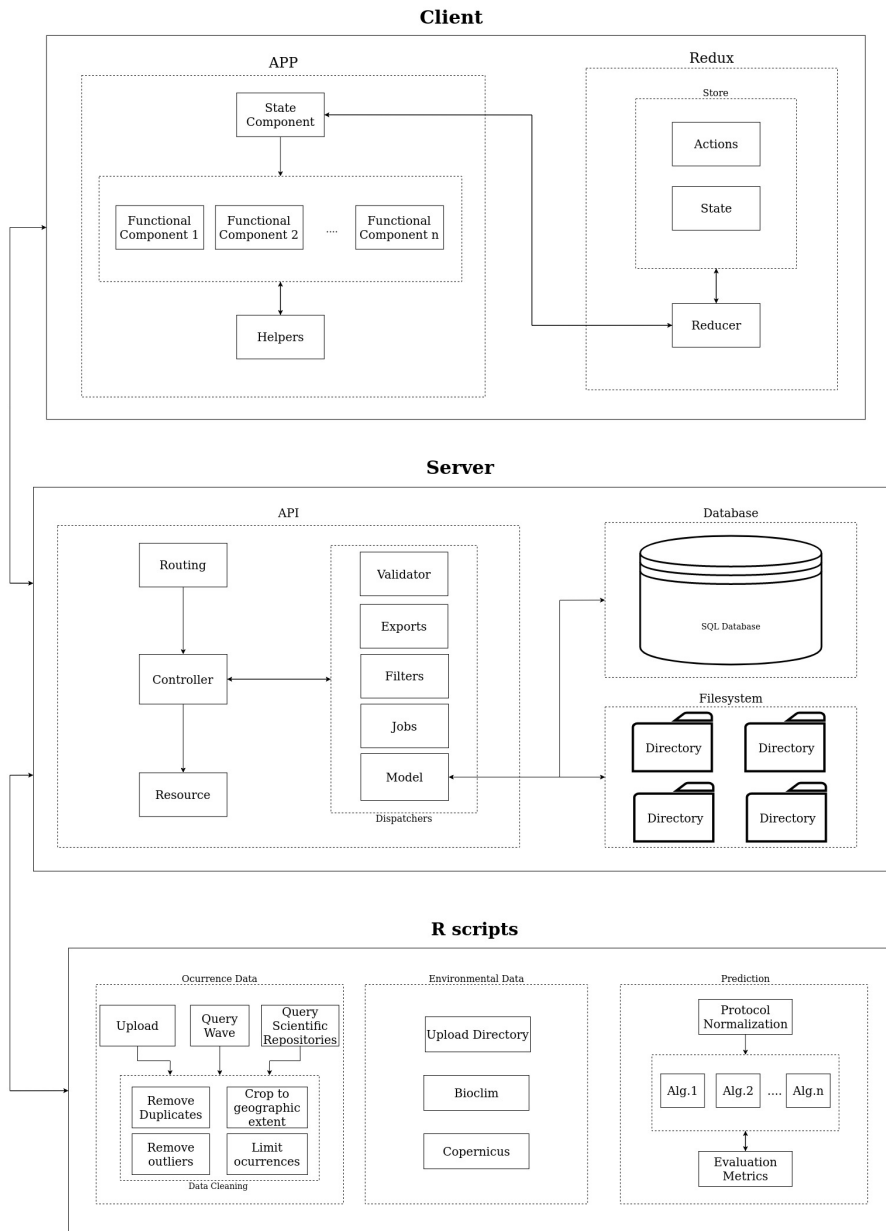 Client
APP
State
Component
Functional
Component 1
Functional
Component 2
....
Functional
Component n
Helpers
Redux
Store
Actions
State
Reducer
Server
API
Routing
Controller
Resource
Validator
Exports
Filters
Jobs
Model
Dispatchers
Database
SQL Database
Filesystem
Directory
Directory
Directory
Directory
R scripts
Ocurrence Data
Upload
Query
Wave
Query
Scientific
Repositories
Remove
Duplicates
Crop to
geographic
extent
Remove
outliers
Limit
ocurrences
Data Cleaning
Environmental Data
Upload Directory
Bioclim
Copernicus
Prediction
Protocol
Normalization
Alg.1
Alg.2
....
Alg.n
Evaluation
Metrics